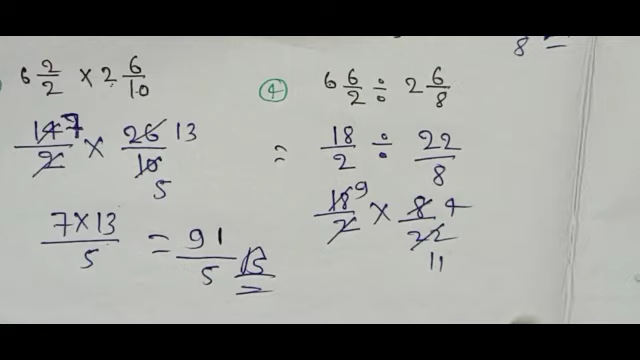 8
6 2/2 × 2 6/10
14 7/2 × 26 13/10 5
7×13/5 = 91/5
④ 6 6/2 ÷ 2 6/8
= 18/2 ÷ 22/8
18 9/2 × 8 4/22 11